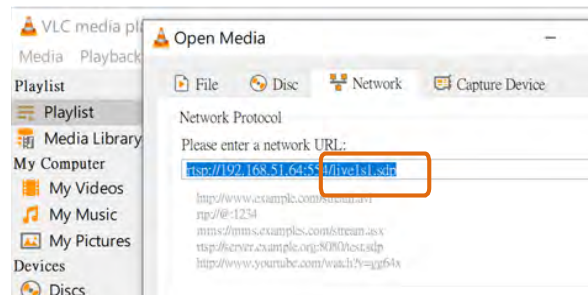 VLC media pla
Media Playback
Playlist
Playlist
Media Library
My Computer
My Videos
My Music
My Pictures
Devices
Discs
Open Media
File Disc Network Capture Device
Network Protocol
Please enter a network URL:
rtsp://192.168.51.64:554/live1s1.sdp
http://www.example.com/stream.avi
rtp://@:1234
mms://mms.examples.com/stream.asx
rtsp://server.example.org:8080/test.sdp
http://www.yourtube.com/watch?v=gg64x